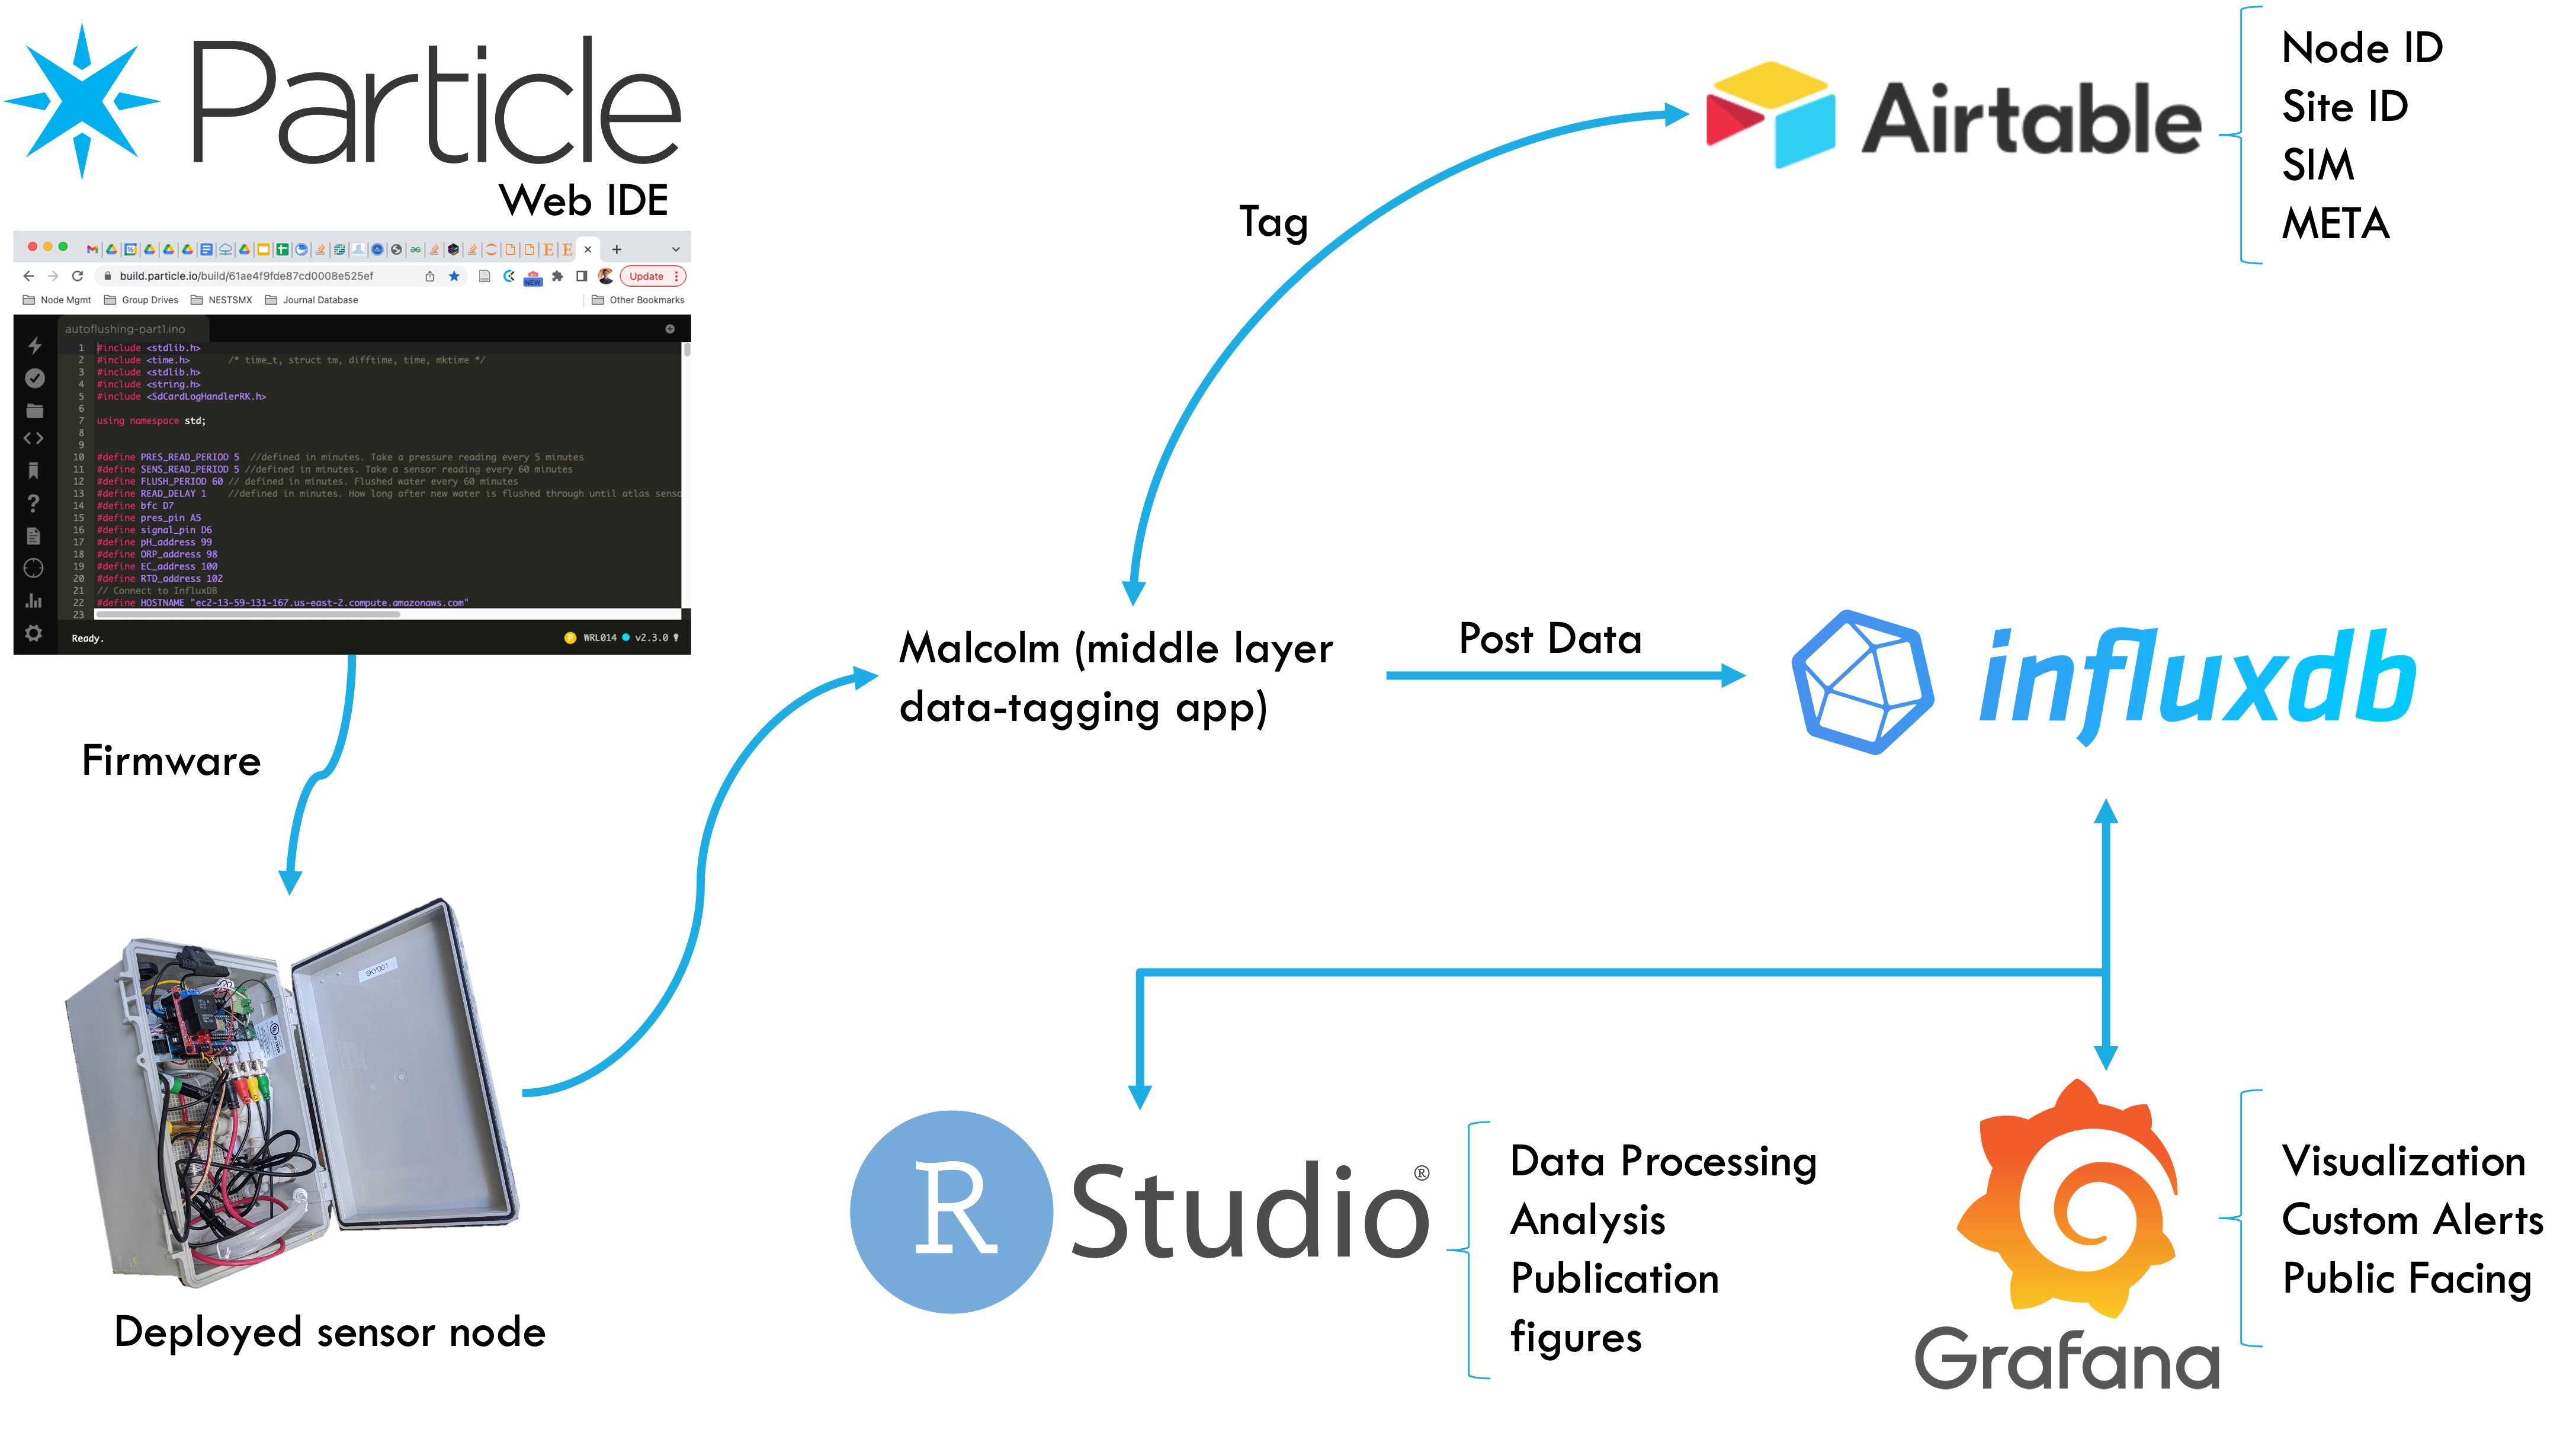 Particle
Web IDE
build.particle.io/build/61ae4f9fde87cd0008e525ef
NEW
Update
Node Mgmt
Group Drives
NESTSMX
Journal Database
Other Bookmarks
autoflushing-part1.ino
1 #include <stdlib.h>
2 #include <time.h> /* time_t, struct tm, difftime, time, mktime */
3 #include <stdlib.h>
4 #include <string.h>
5 #include <SdCardLogHandlerRK.h>
6
7 using namespace std;
8
9
10 #define PRES_READ_PERIOD 5 //defined in minutes. Take a pressure reading every 5 minutes
11 #define SENS_READ_PERIOD 5 //defined in minutes. Take a sensor reading every 60 minutes
12 #define FLUSH_PERIOD 60 // defined in minutes. Flushed water every 60 minutes
13 #define READ_DELAY 1 //defined in minutes. How long after new water is flushed through until atlas senso
14 #define bfc D7
15 #define pres_pin A5
16 #define signal_pin D6
17 #define pH_address 99
18 #define ORP_address 98
19 #define EC_address 100
20 #define RTD_address 102
21 // Connect to InfluxDB
22 #define HOSTNAME "ec2-13-59-131-167.us-east-2.compute.amazonaws.com"
23
Ready.
WRL014 v2.3.0
Firmware
SKY001
Deployed sensor node
Tag
Airtable
Node ID
Site ID
SIM
META
Malcolm (middle layer
data-tagging app)
Post Data
influxdb
R Studio®
Data Processing
Analysis
Publication
figures
Grafana
Visualization
Custom Alerts
Public Facing